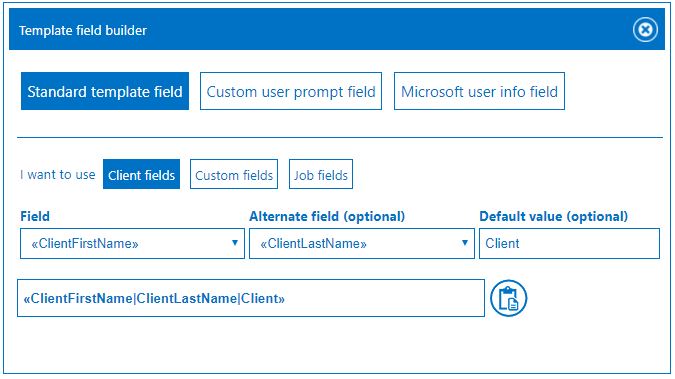 Template field builder
Standard template field Custom user prompt field Microsoft user info field
I want to use Client fields Custom fields Job fields
Field Alternate field (optional) Default value (optional)
«ClientFirstName» «ClientLastName» Client
«ClientFirstName|ClientLastName|Client»